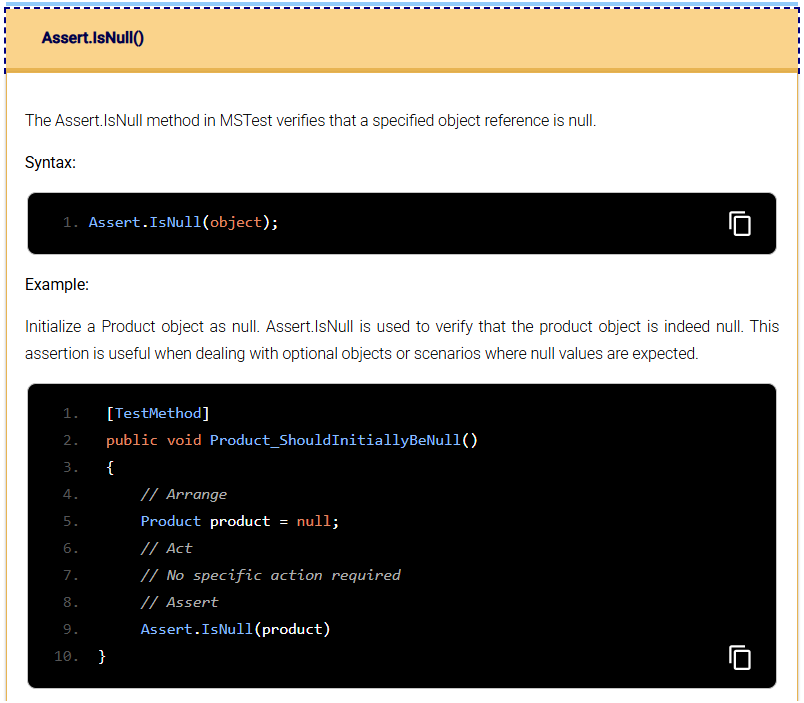 Assert.IsNull()
The Assert.IsNull method in MSTest verifies that a specified object reference is null.
Syntax:
1. Assert.IsNull(object);
Example:
Initialize a Product object as null. Assert.IsNull is used to verify that the product object is indeed null. This
assertion is useful when dealing with optional objects or scenarios where null values are expected.
1. [TestMethod]
2. public void Product_ShouldInitiallyBeNull()
3. {
4. // Arrange
5. Product product = null;
6. // Act
7. // No specific action required
8. // Assert
9. Assert.IsNull(product)
10. }